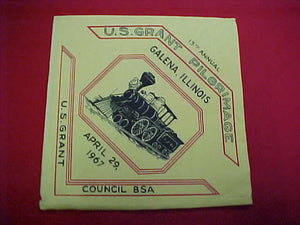 13TH ANNUAL
U.S. GRANT PILGRIMAGE
GALENA, ILLINOIS
APRIL 29,
1967
U.S. GRANT
COUNCIL BSA